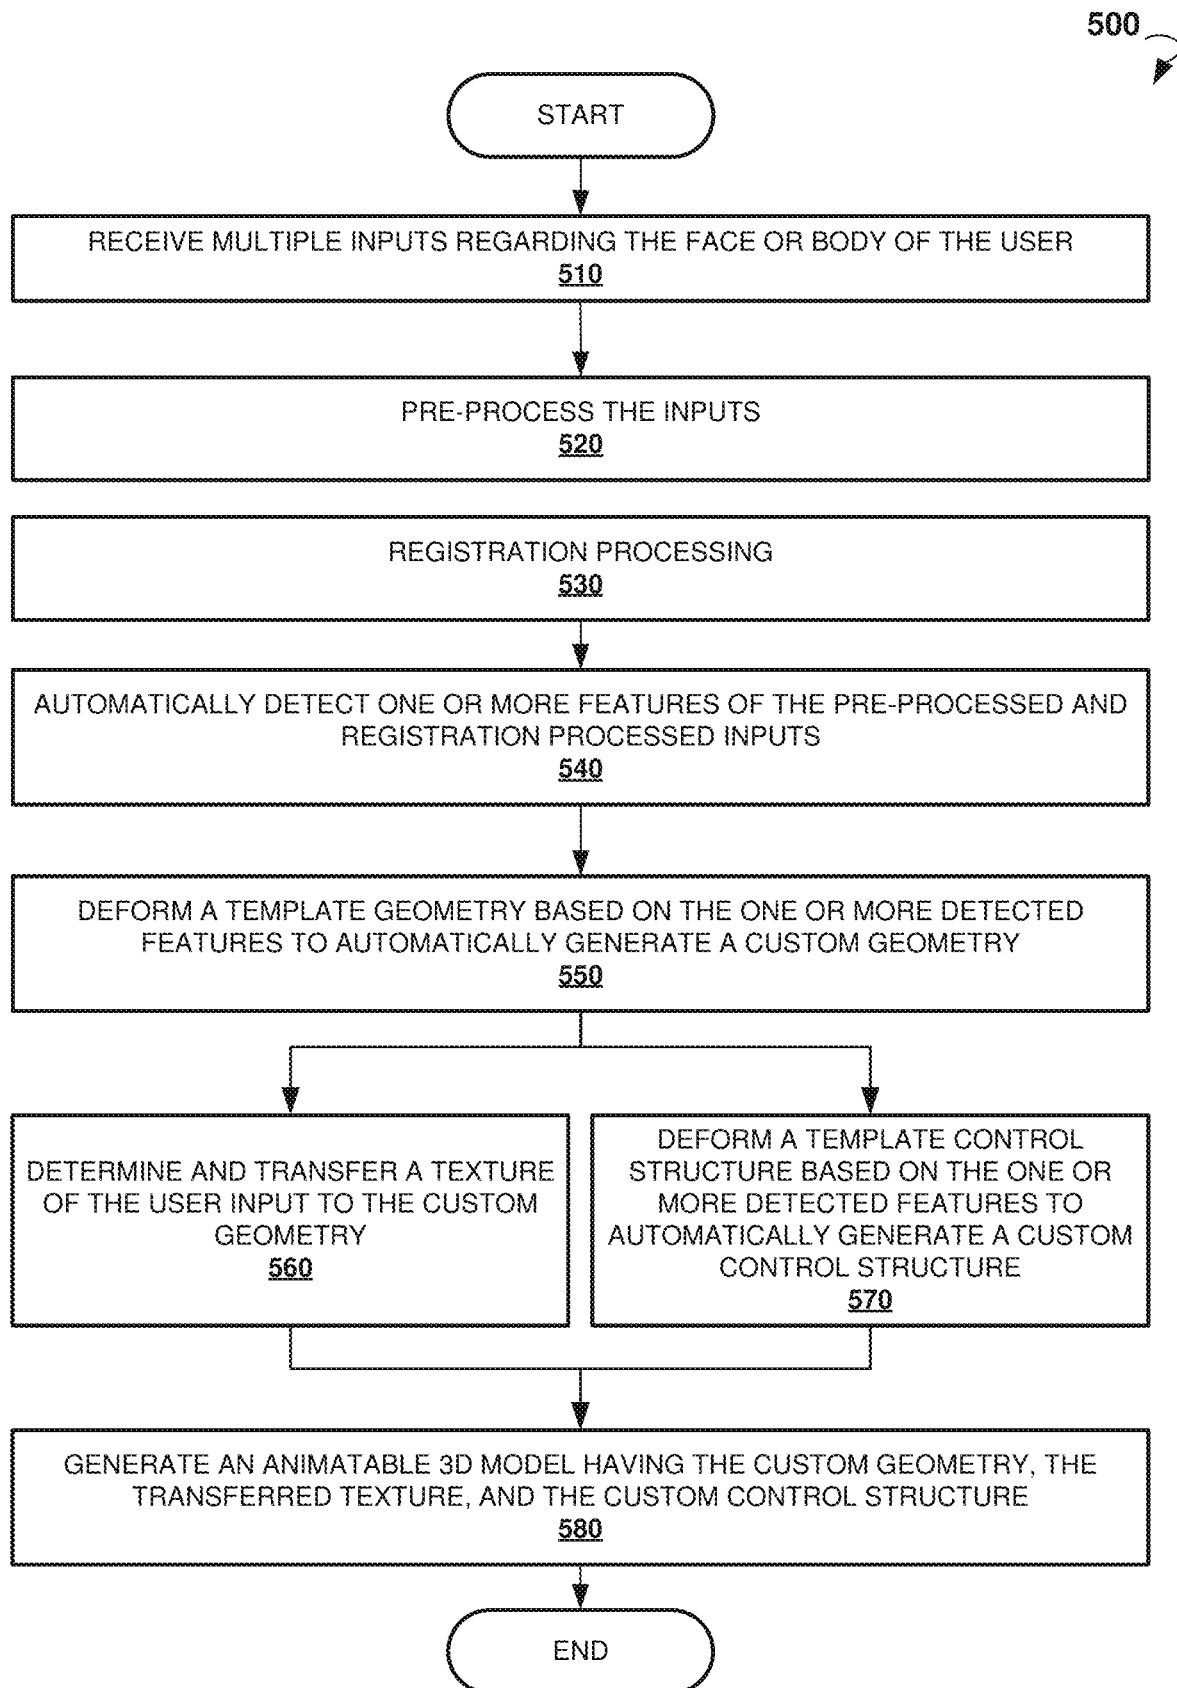 500
START
RECEIVE MULTIPLE INPUTS REGARDING THE FACE OR BODY OF THE USER
510
PRE-PROCESS THE INPUTS
520
REGISTRATION PROCESSING
530
AUTOMATICALLY DETECT ONE OR MORE FEATURES OF THE PRE-PROCESSED AND
REGISTRATION PROCESSED INPUTS
540
DEFORM A TEMPLATE GEOMETRY BASED ON THE ONE OR MORE DETECTED
FEATURES TO AUTOMATICALLY GENERATE A CUSTOM GEOMETRY
550
DETERMINE AND TRANSFER A TEXTURE
OF THE USER INPUT TO THE CUSTOM
GEOMETRY
560
DEFORM A TEMPLATE CONTROL
STRUCTURE BASED ON THE ONE OR
MORE DETECTED FEATURES TO
AUTOMATICALLY GENERATE A CUSTOM
CONTROL STRUCTURE
570
GENERATE AN ANIMATABLE 3D MODEL HAVING THE CUSTOM GEOMETRY, THE
TRANSFERRED TEXTURE, AND THE CUSTOM CONTROL STRUCTURE
580
END